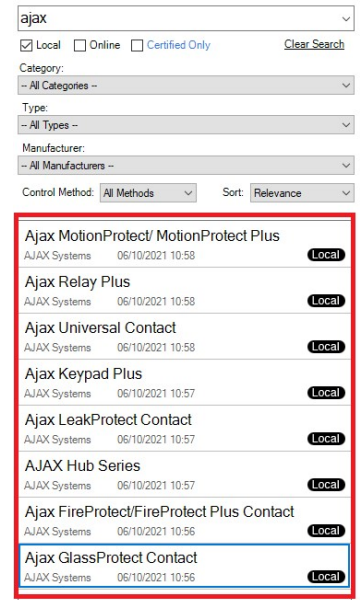 ajax
Local Online Certified Only Clear Search
Category:
-- All Categories --
Type:
-- All Types --
Manufacturer:
-- All Manufacturers --
Control Method: All Methods Sort: Relevance
Ajax MotionProtect/ MotionProtect Plus
AJAX Systems 06/10/2021 10:58 Local
Ajax Relay Plus
AJAX Systems 06/10/2021 10:58 Local
Ajax Universal Contact
AJAX Systems 06/10/2021 10:58 Local
Ajax Keypad Plus
AJAX Systems 06/10/2021 10:57 Local
Ajax LeakProtect Contact
AJAX Systems 06/10/2021 10:57 Local
AJAX Hub Series
AJAX Systems 06/10/2021 10:57 Local
Ajax FireProtect/FireProtect Plus Contact
AJAX Systems 06/10/2021 10:56 Local
Ajax GlassProtect Contact
AJAX Systems 06/10/2021 10:56 Local